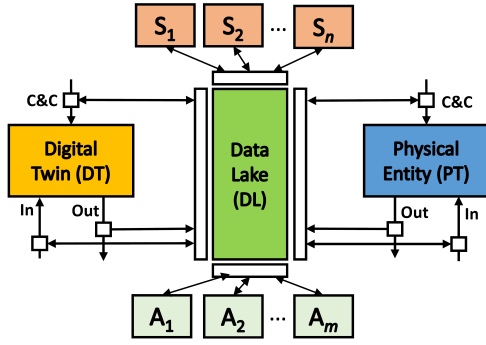 S1 S2 ... Sn
C&C
C&C
Digital
Twin (DT)
Data
Lake
(DL)
Physical
Entity (PT)
In
Out
Out
In
A1 A2 ... Am